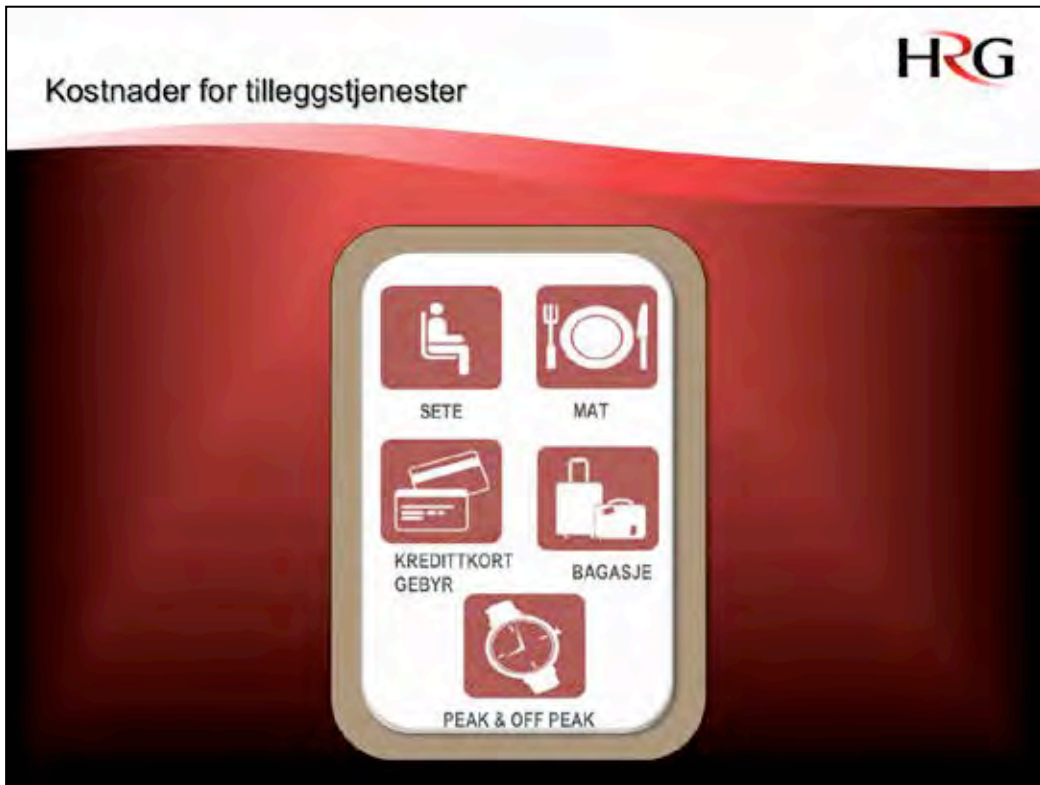 HRG
Kostnader for tilleggstjenester
SETE
MAT
KREDITTKORT
GEBYR
BAGASJE
PEAK & OFF PEAK